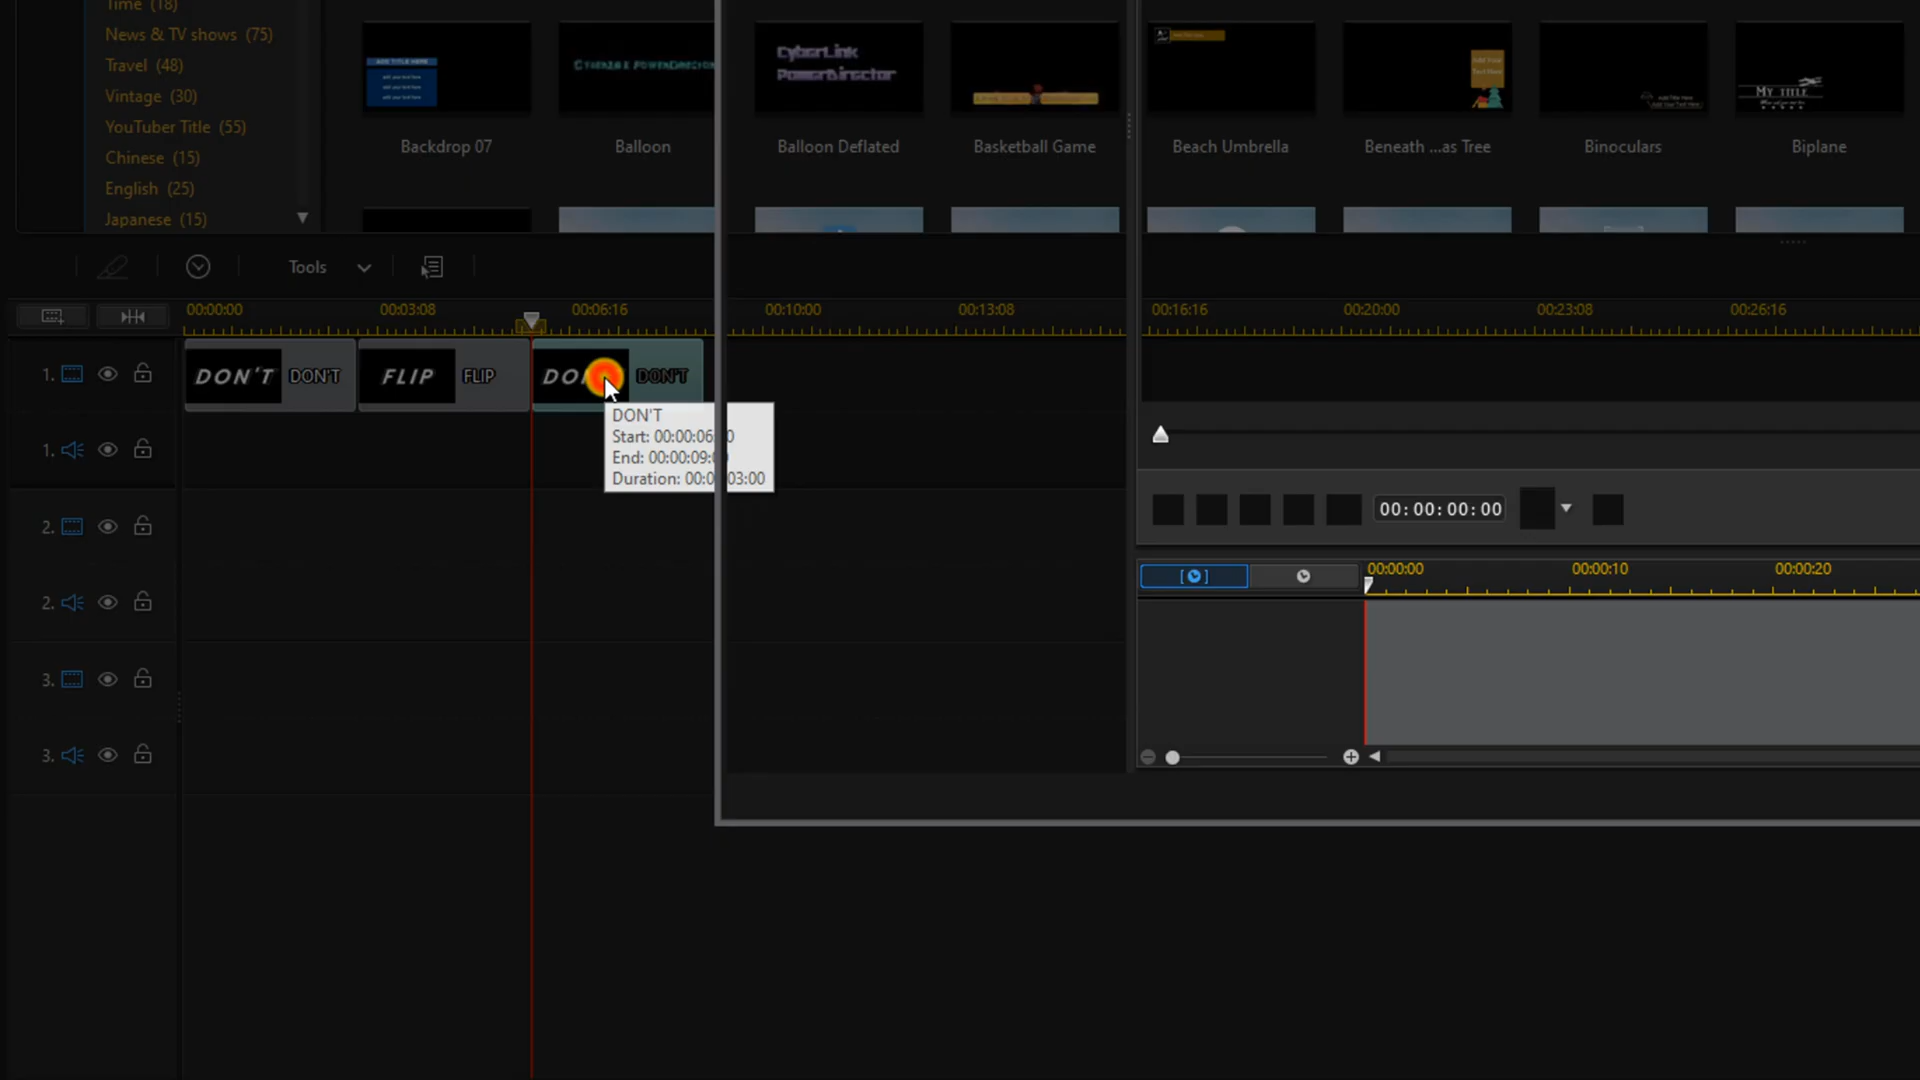 Time (18)
News & TV shows (75)
Travel (48)
Vintage (30)
YouTuber Title (55)
Chinese (15)
English (25)
Japanese (15)
ADD TITLE HERE
CyberLink
PowerDirector
MY TITLE
Backdrop 07
Balloon
Balloon Deflated
Basketball Game
Beach Umbrella
Beneath ...as Tree
Binoculars
Biplane
Tools
00:00:00
00:03:08
00:06:16
00:10:00
00:13:08
00:16:16
00:20:00
00:23:08
00:26:16
1.
DON'T DON'T
FLIP FLIP
DON'T
DON'T
Start: 00:00:06
End: 00:00:09
Duration: 00:0 03:00
1.
2.
2.
3.
3.
00:00:00:00
00:00:00
00:00:10
00:00:20